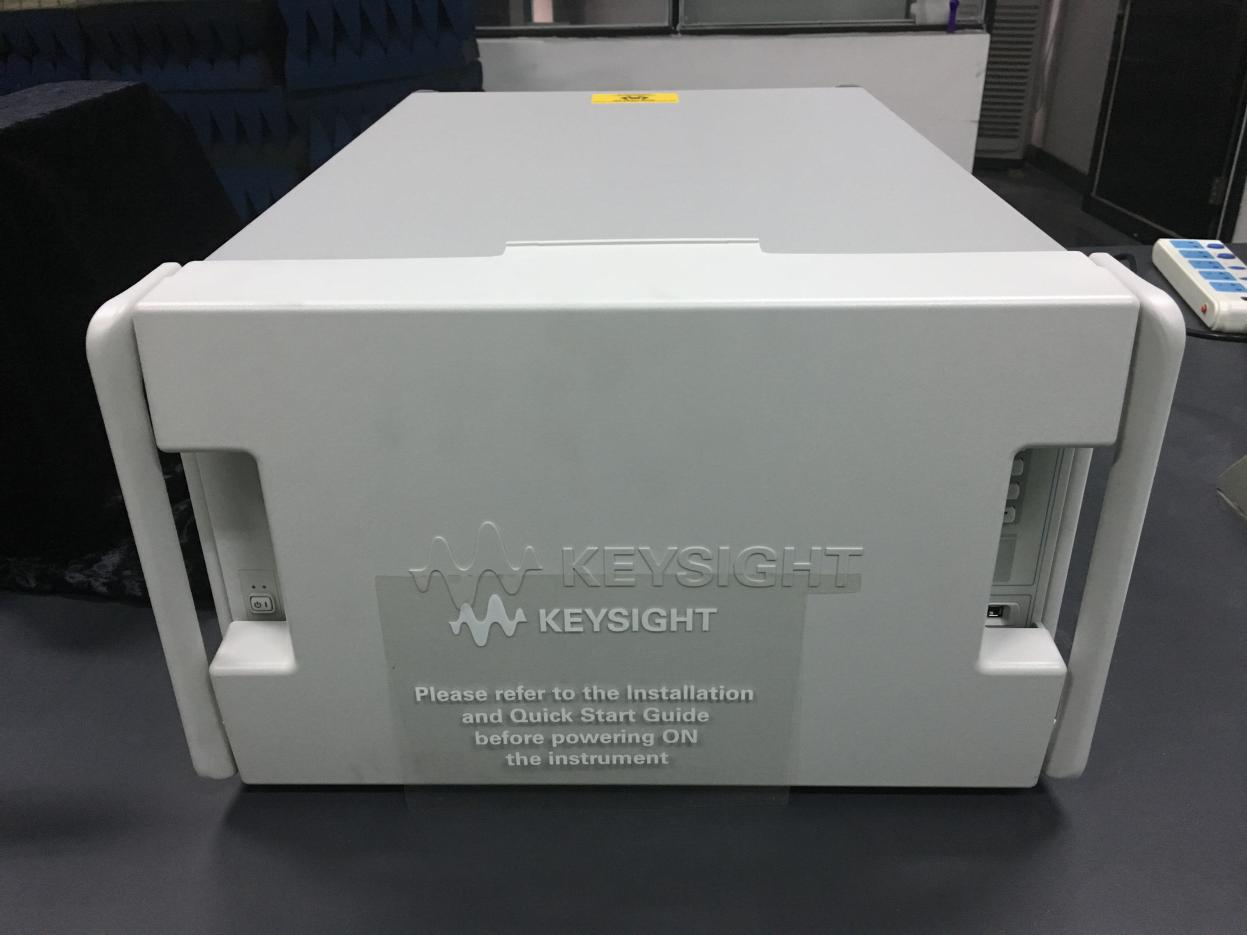 KEYSIGHT
KEYSIGHT
Please refer to the Installation
and Quick Start Guide
before powering ON
the instrument